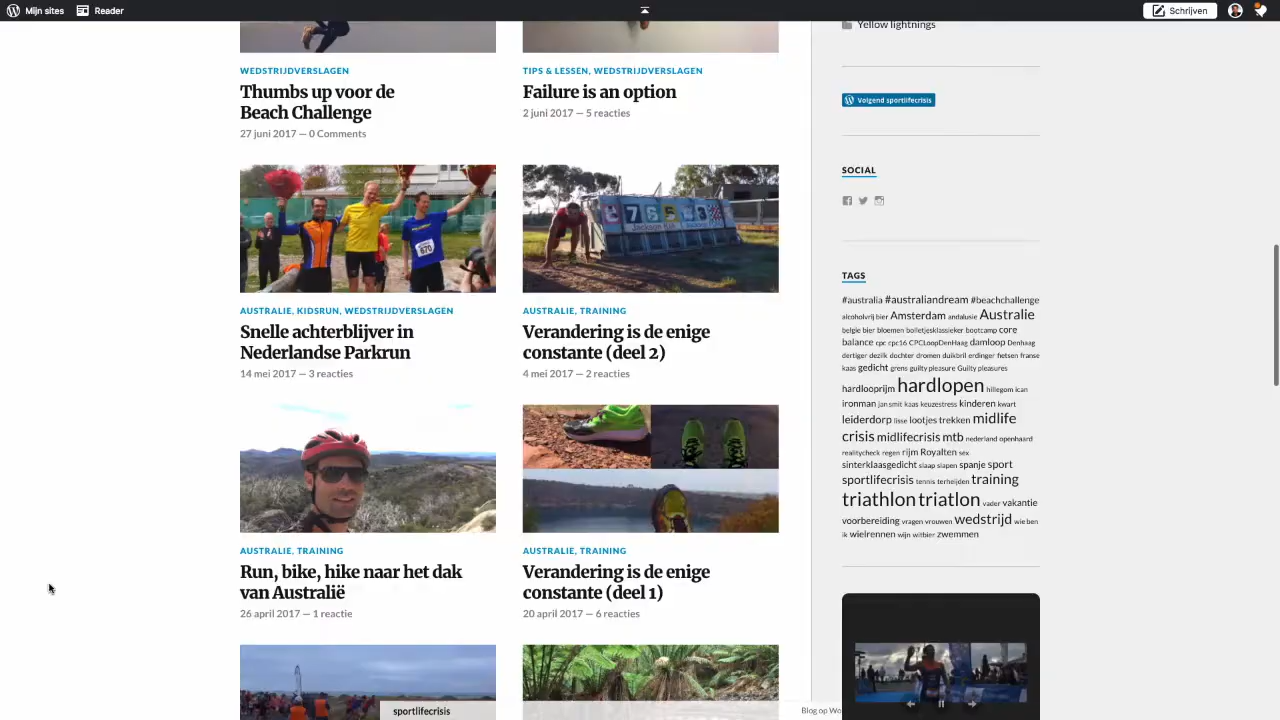 Mijn sites Reader Schrijven
Yellow lightnings
WEDSTRIJDVERSLAGEN
Thumbs up voor de
Beach Challenge
27 juni 2017 — 0 Comments
TIPS & LESSEN, WEDSTRIJDVERSLAGEN
Failure is an option
2 juni 2017 — 5 reacties
Volgend sportlifecrisis
SOCIAL
AUSTRALIE, KIDSRUN, WEDSTRIJDVERSLAGEN
Snelle achterblijver in
Nederlandse Parkrun
14 mei 2017 — 3 reacties
AUSTRALIE, TRAINING
Verandering is de enige
constante (deel 2)
4 mei 2017 — 2 reacties
TAGS
#australia #australiandream #beachchallenge
alcoholvrij bier Amsterdam andalusie Australie
belgie bier bloemen bolletjesklassieker bootcamp core
balance cpc cpc16 CPCLoopDenHaag damloop Denhaag
dertiger dezilk dochter dromen duikbril erdinger fietsen franse
kaas gedicht grens guilty pleasure Guilty pleasures
hardlooprijm hardlopen hillegom ican
ironman jan smit kaas keuzestress kinderen kwart
leiderdorp lisse lootjes trekken midlife
crisis midlifecrisis mtb nederland openhaard
realitycheck regen rijm Royalten sex
sinterklaasgedicht slaap slapen spanje sport
sportlifecrisis tennis terheijden training
triathlon triatlon vader vakantie
voorbereiding vragen vrouwen wedstrijd wie ben
ik wielrennen wijn witbier zwemmen
AUSTRALIE, TRAINING
Run, bike, hike naar het dak
van Australië
26 april 2017 — 1 reactie
AUSTRALIE, TRAINING
Verandering is de enige
constante (deel 1)
20 april 2017 — 6 reacties
670
sportlifecrisis
Blog op Wo